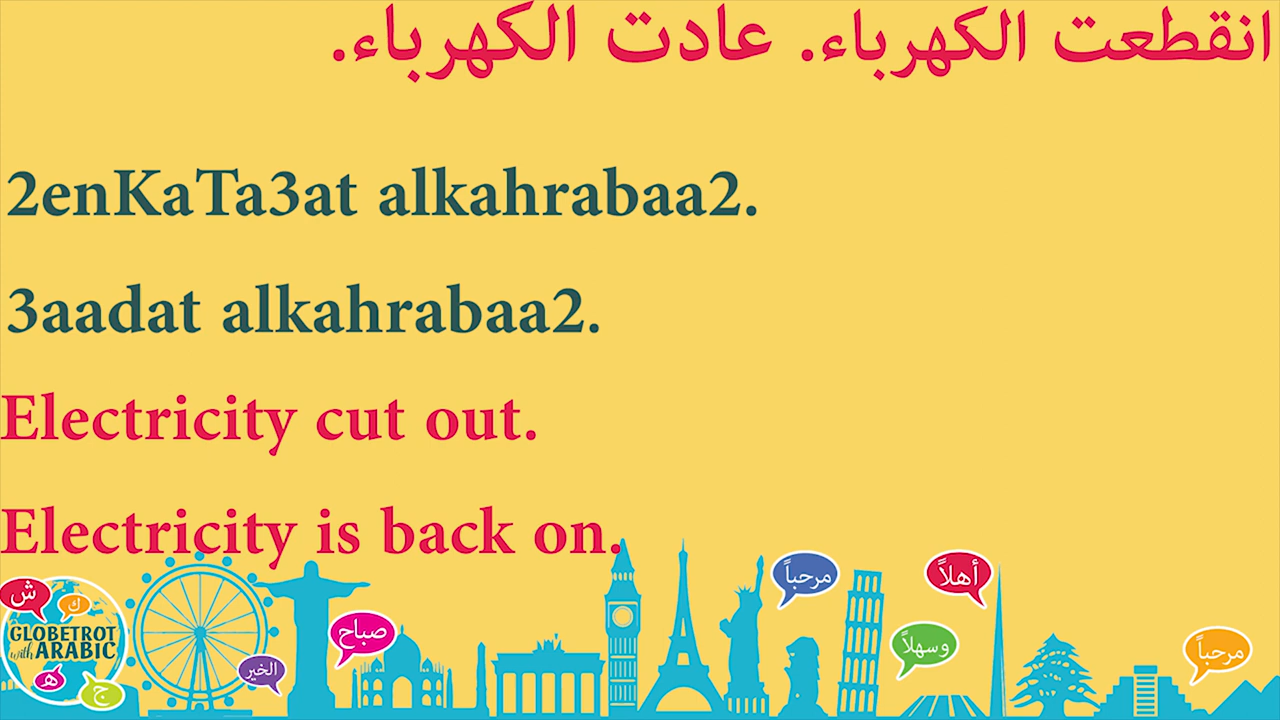 انقطعت الكهرباء. عادت الكهرباء.
2enKaTa3at alkahrabaa2.
3aadat alkahrabaa2.
Electricity cut out.
Electricity is back on.
ش
ك
GLOBETROT
with ARABIC
ه
ج
الخير
صباح
مرحباً
أهلاً
وسهلاً
مرحباً